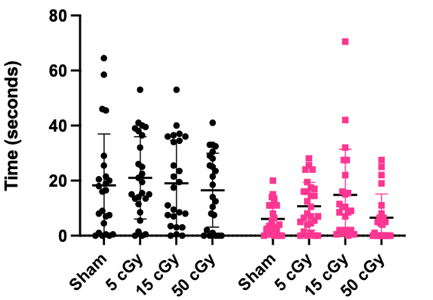 Time (seconds)
80
60
40
20
0
Sham
5 cGy
15 cGy
50 cGy
Sham
5 cGy
15 cGy
50 cGy